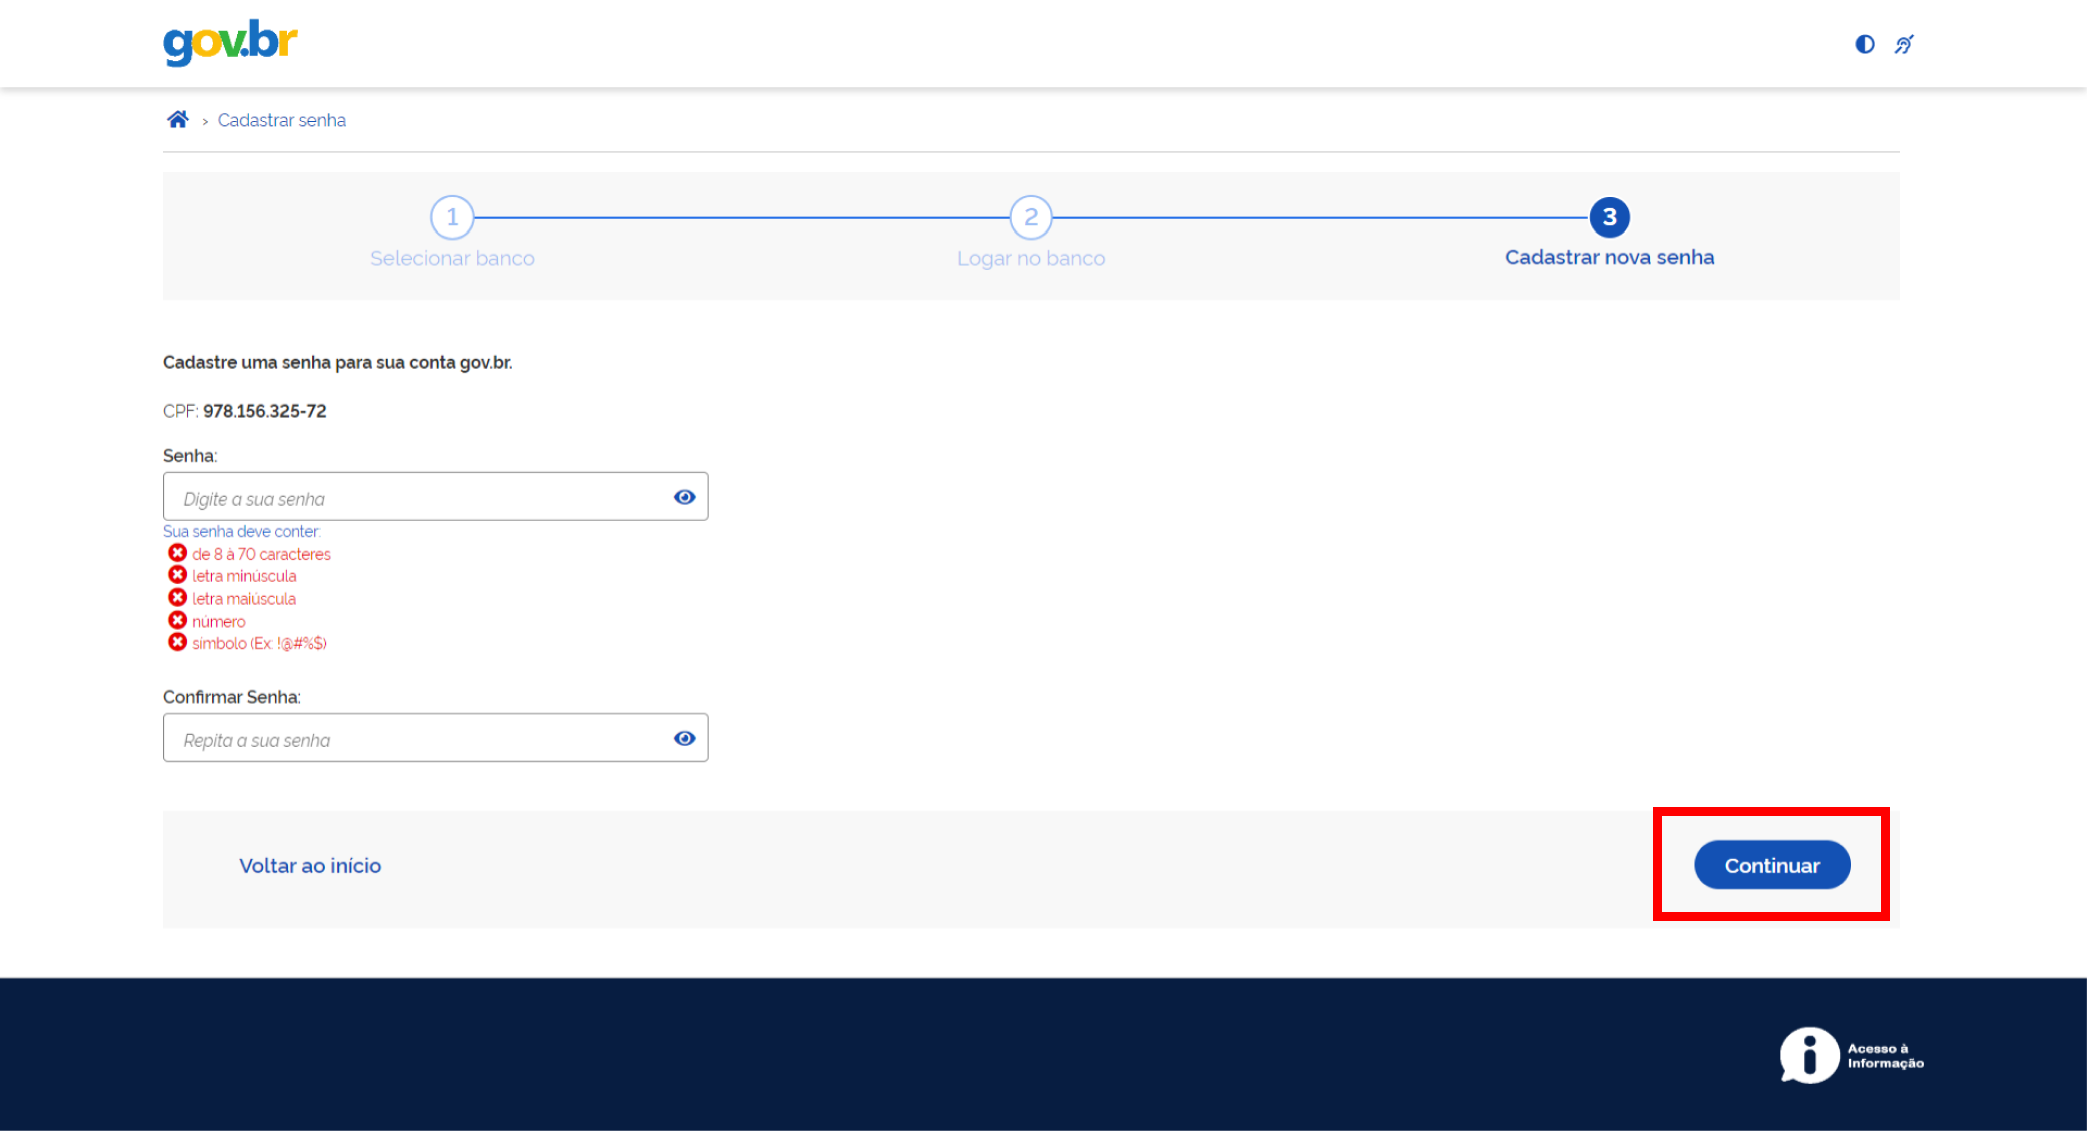 gov.br
> Cadastrar senha
1
2
3
Selecionar banco
Logar no banco
Cadastrar nova senha
Cadastre uma senha para sua conta gov.br.
CPF: 978.156.325-72
Senha:
Digite a sua senha
Sua senha deve conter:
de 8 à 70 caracteres
letra minúscula
letra maiúscula
número
símbolo (Ex: !@#%$)
Confirmar Senha:
Repita a sua senha
Voltar ao início
Continuar
Acesso à
Informação